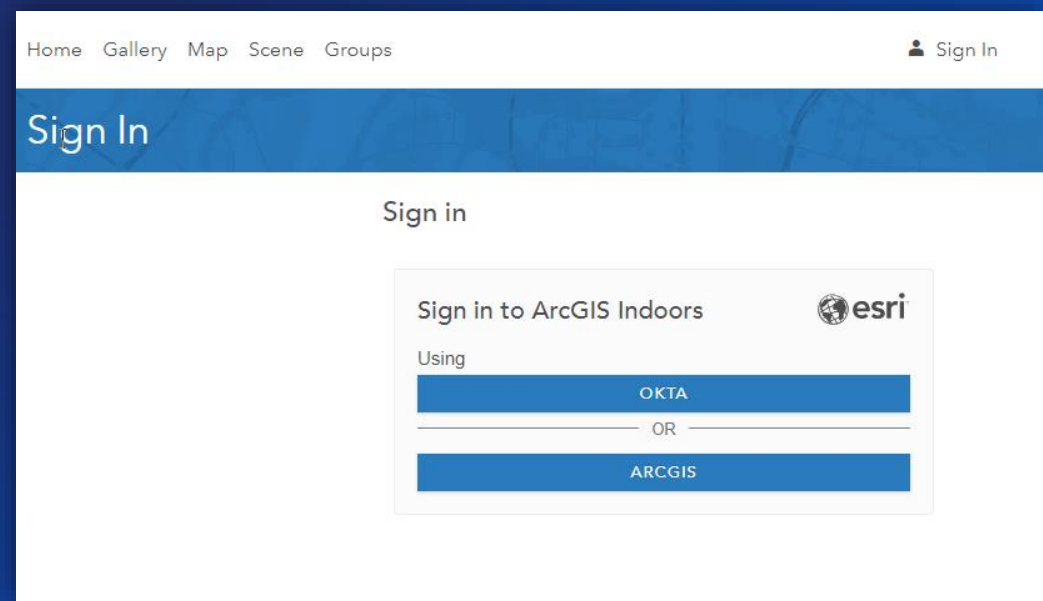 Home Gallery Map Scene Groups Sign In
Sign In
Sign in
Sign in to ArcGIS Indoors esri
Using
OKTA
OR
ARCGIS